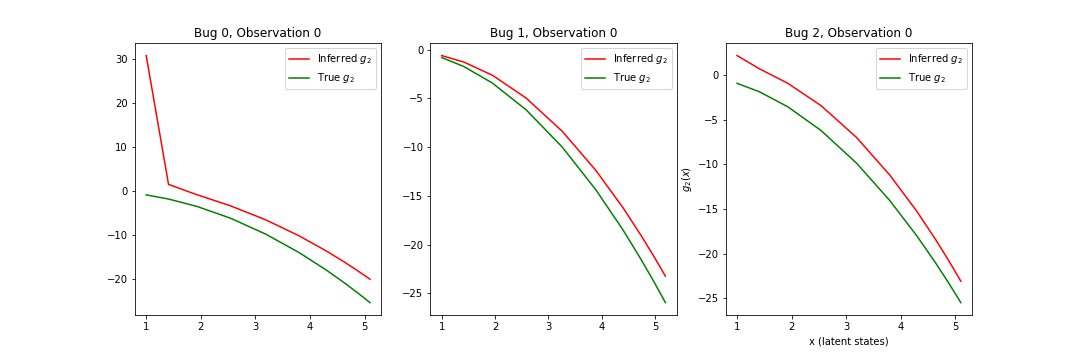 Bug 0, Observation 0
Inferred g₂
True g₂
30
20
10
0
−10
−20
1 2 3 4 5
Bug 1, Observation 0
Inferred g₂
True g₂
0
−5
−10
−15
−20
−25
1 2 3 4 5
Bug 2, Observation 0
Inferred g₂
True g₂
g₂(x)
0
−5
−10
−15
−20
−25
1 2 3 4 5
x (latent states)